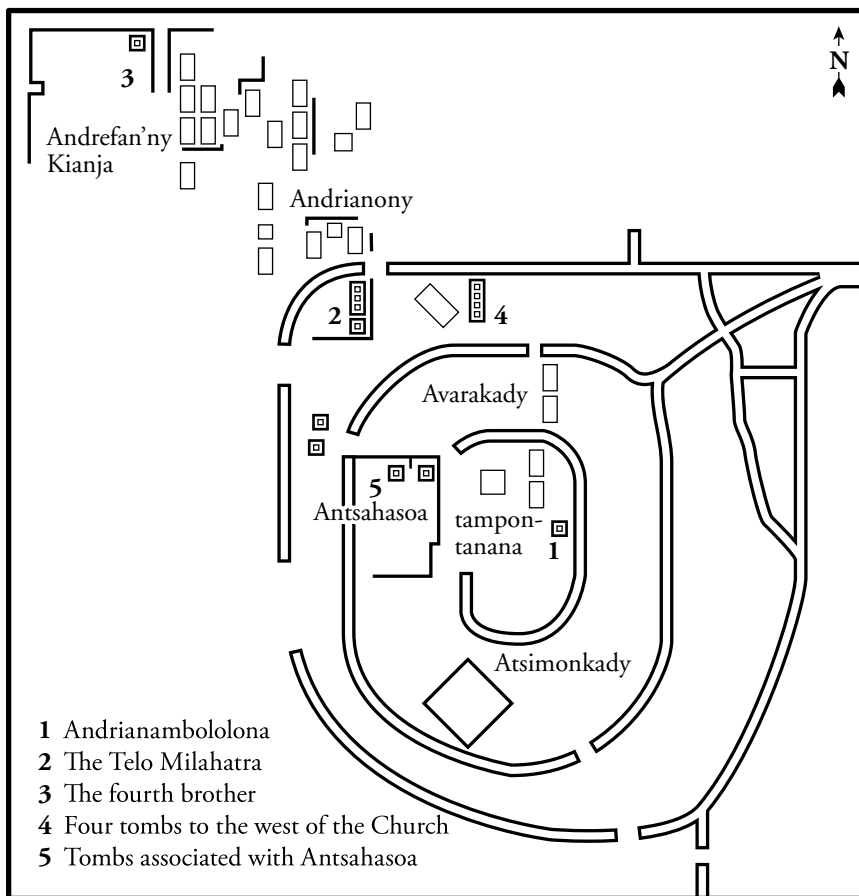 N
3
Andrefan’ny
Kianja
Andrianony
2
4
Avarakady
5
Antsahasoa
tampon-
tanana
1
Atsimonkady
1 Andrianambololona
2 The Telo Milahatra
3 The fourth brother
4 Four tombs to the west of the Church
5 Tombs associated with Antsahasoa